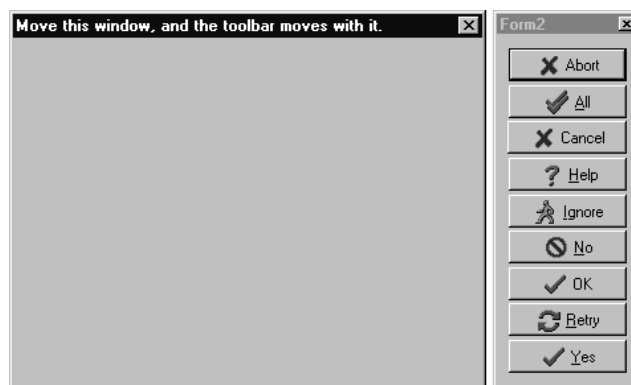 Move this window, and the toolbar moves with it.
Form2
Abort
All
Cancel
Help
Ignore
No
OK
Retry
Yes